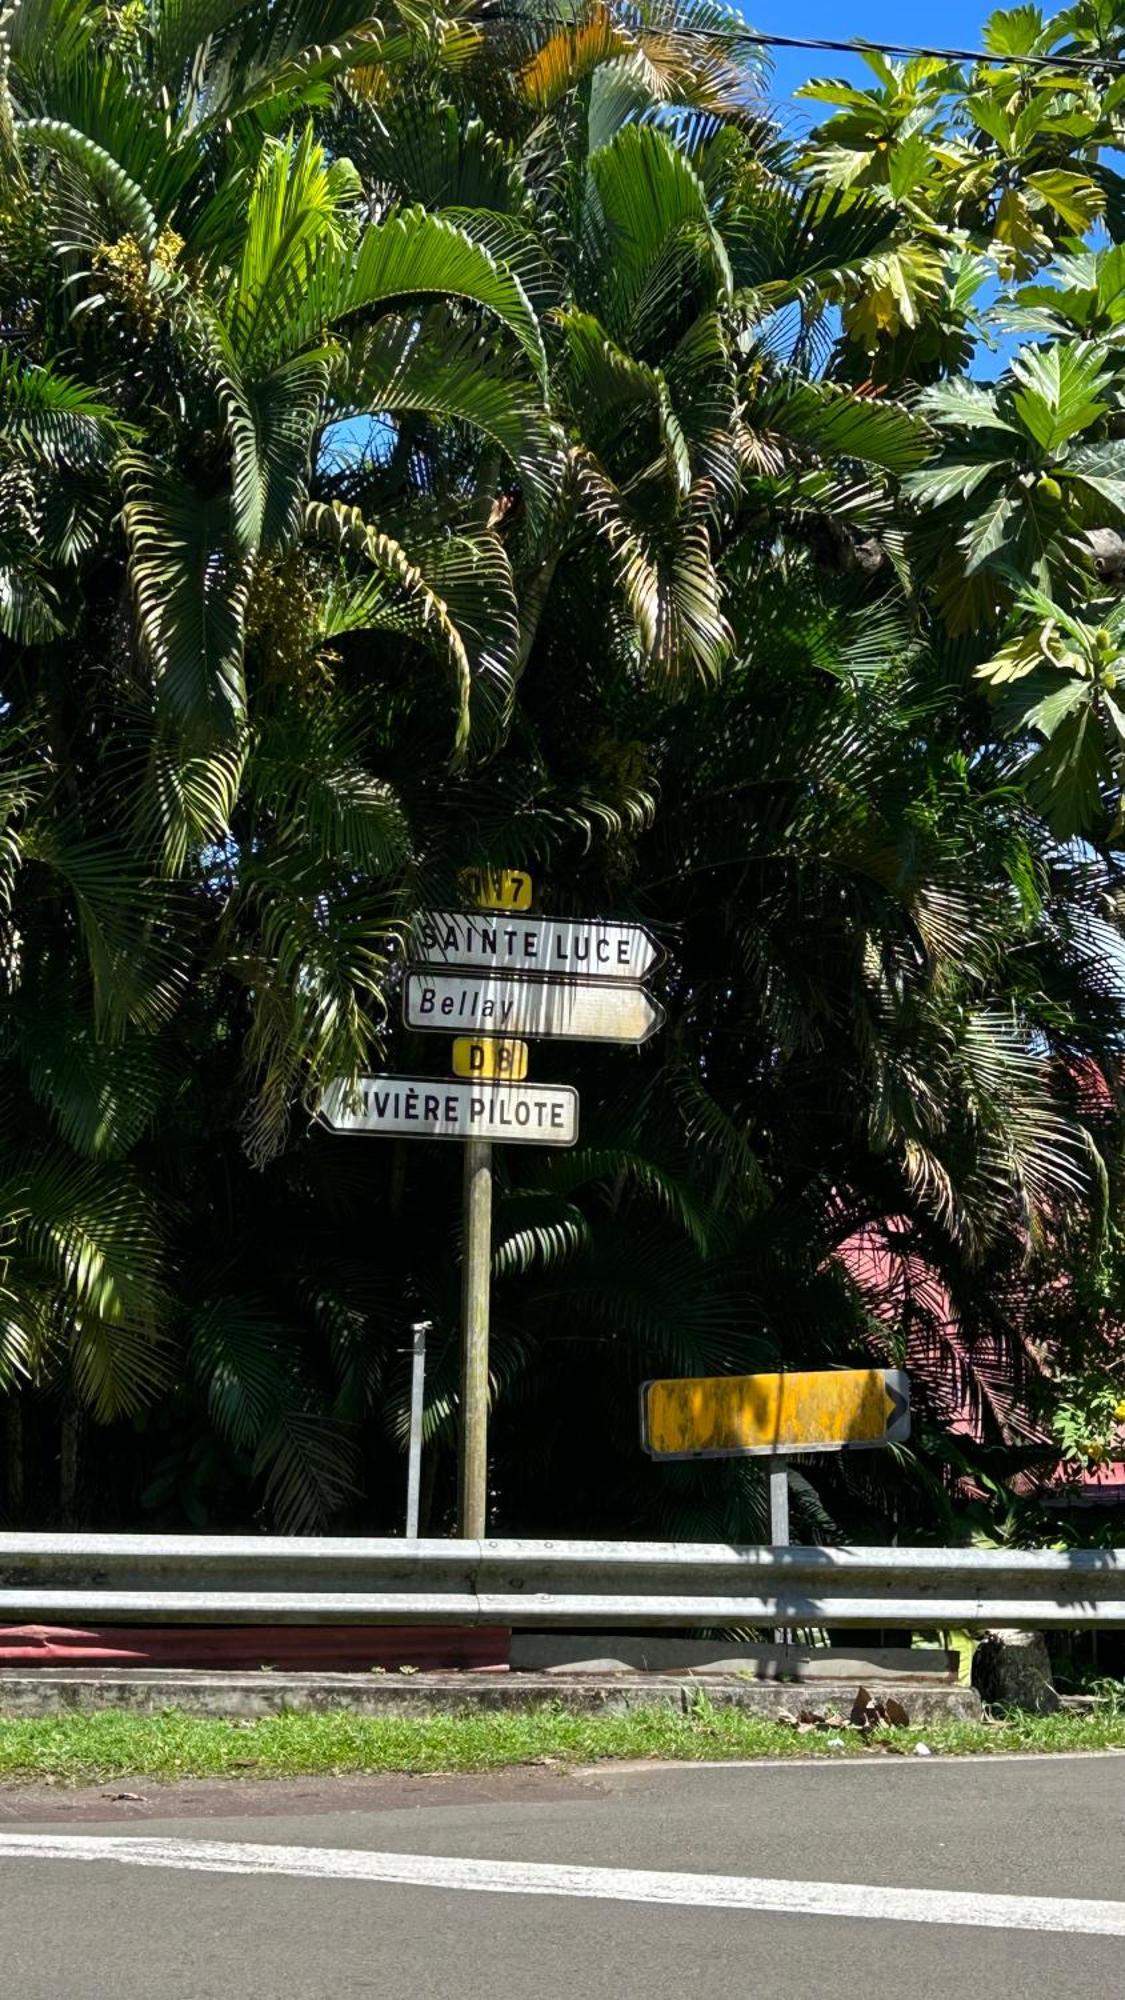 D 17
SAINTE LUCE
Bellay
D 8
RIVIÈRE PILOTE